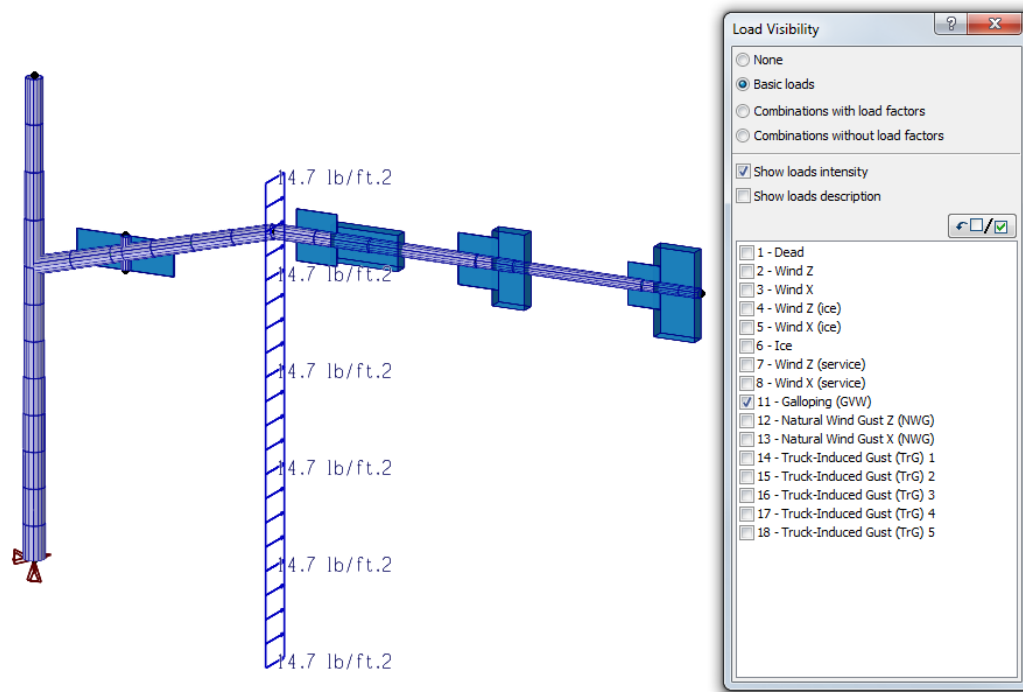 14.7 lb/ft.2
14.7 lb/ft.2
14.7 lb/ft.2
14.7 lb/ft.2
14.7 lb/ft.2
14.7 lb/ft.2
Load Visibility
None
Basic loads
Combinations with load factors
Combinations without load factors
Show loads intensity
Show loads description
1 - Dead
2 - Wind Z
3 - Wind X
4 - Wind Z (ice)
5 - Wind X (ice)
6 - Ice
7 - Wind Z (service)
8 - Wind X (service)
11 - Galloping (GVW)
12 - Natural Wind Gust Z (NWG)
13 - Natural Wind Gust X (NWG)
14 - Truck-Induced Gust (TrG) 1
15 - Truck-Induced Gust (TrG) 2
16 - Truck-Induced Gust (TrG) 3
17 - Truck-Induced Gust (TrG) 4
18 - Truck-Induced Gust (TrG) 5